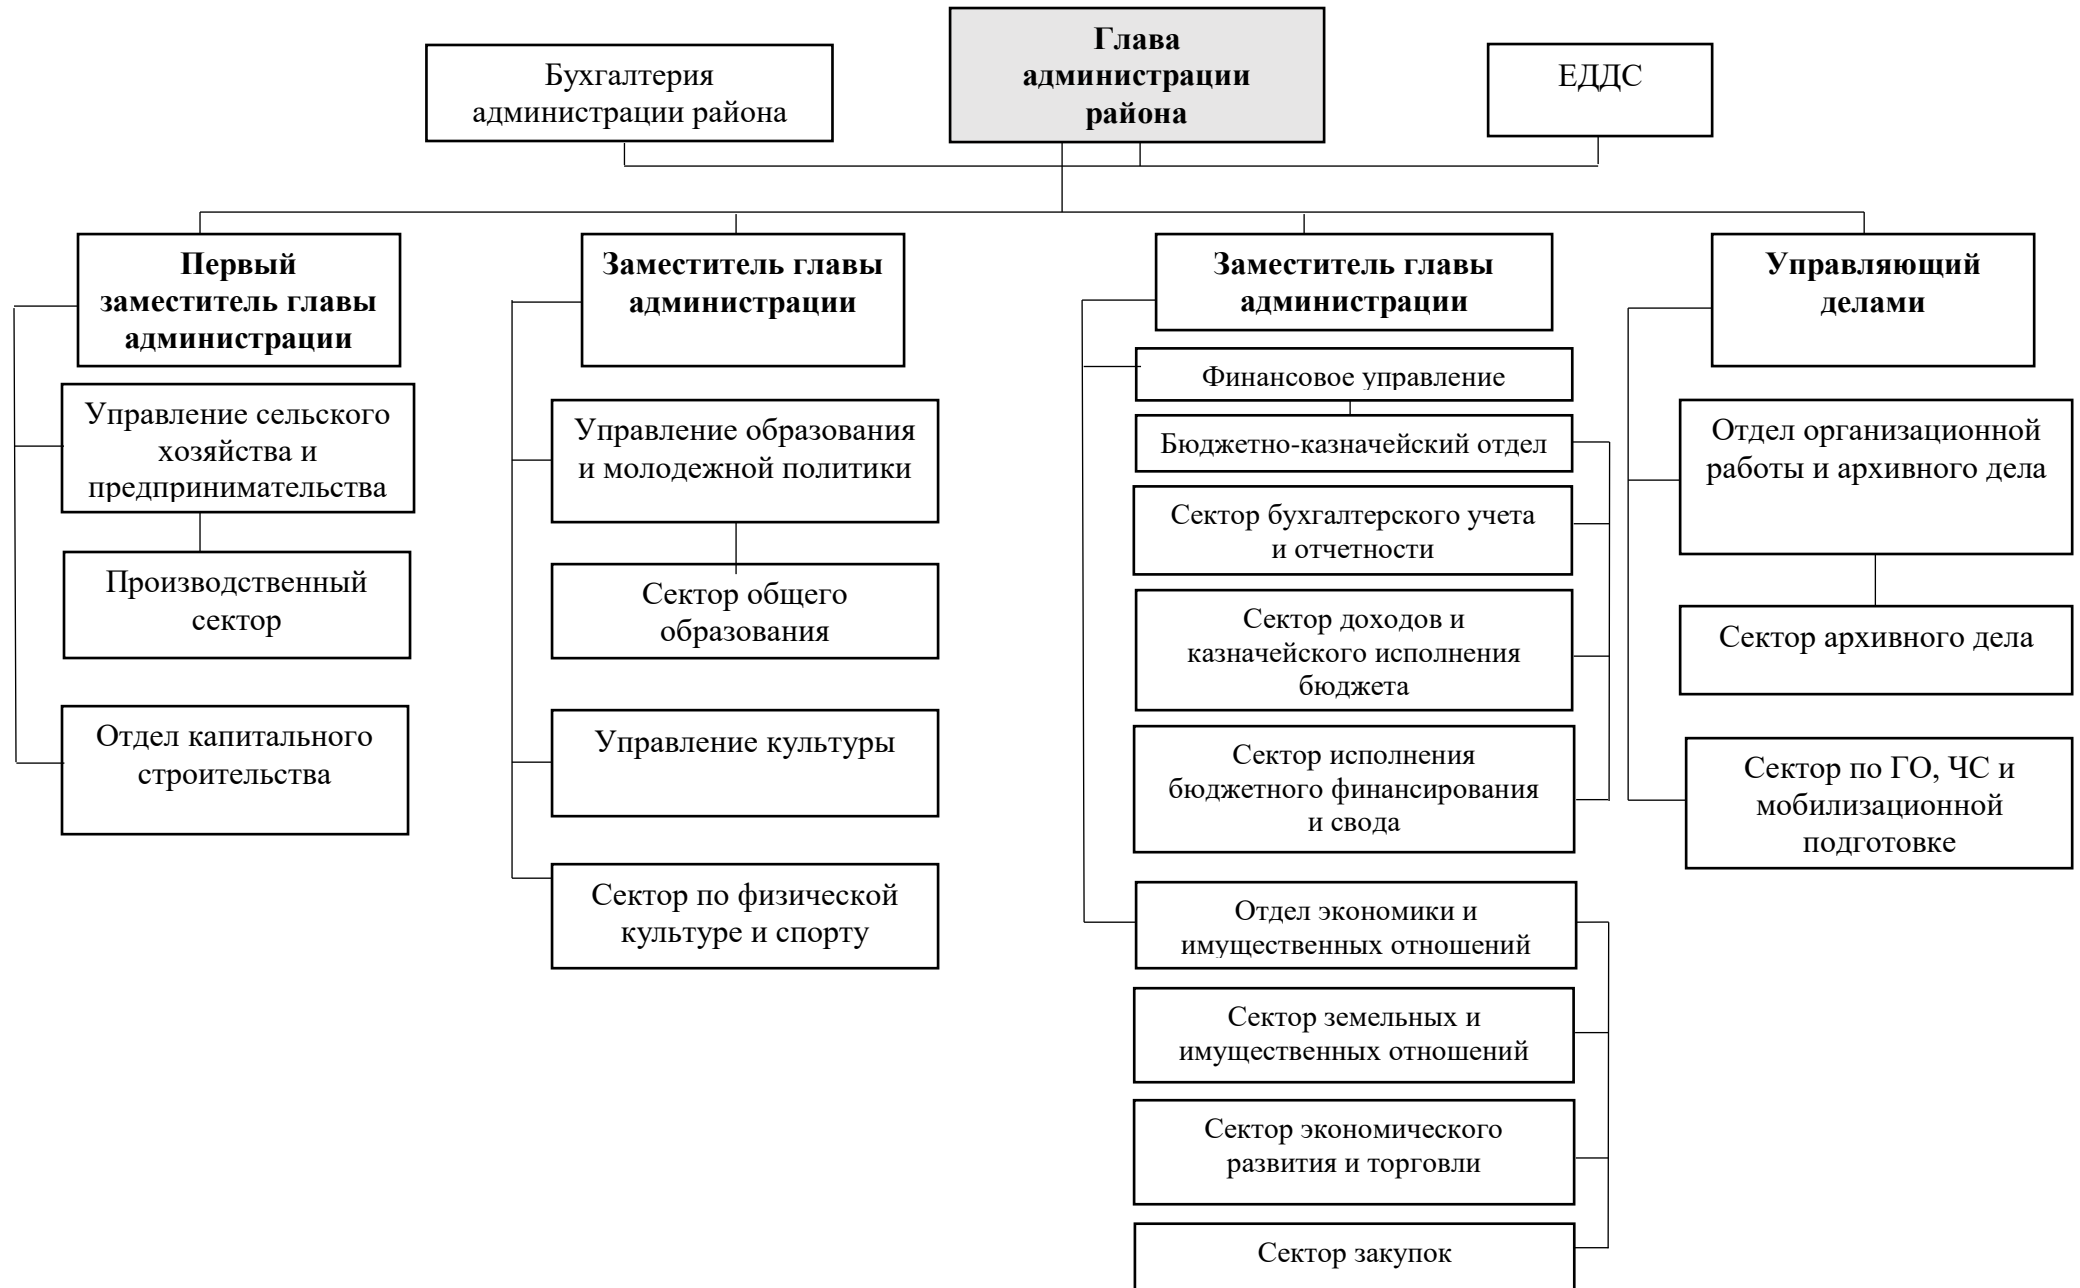 Бухгалтерия
администрации района
Глава
администрации
района
ЕДДС
Первый
заместитель главы
администрации
Управление сельского
хозяйства и
предпринимательства
Производственный
сектор
Отдел капитального
строительства
Заместитель главы
администрации
Управление образования
и молодежной политики
Сектор общего
образования
Управление культуры
Сектор по физической
культуре и спорту
Заместитель главы
администрации
Финансовое управление
Бюджетно-казначейский отдел
Сектор бухгалтерского учета
и отчетности
Сектор доходов и
казначейского исполнения
бюджета
Сектор исполнения
бюджетного финансирования
и свода
Отдел экономики и
имущественных отношений
Сектор земельных и
имущественных отношений
Сектор экономического
развития и торговли
Сектор закупок
Управляющий
делами
Отдел организационной
работы и архивного дела
Сектор архивного дела
Сектор по ГО, ЧС и
мобилизационной
подготовке